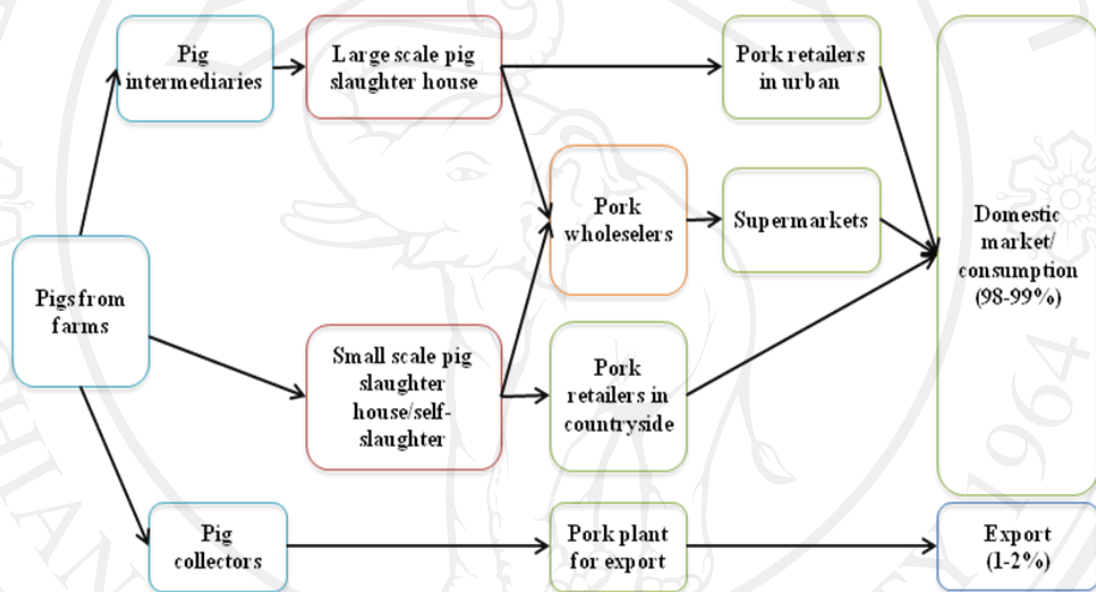 Pig
intermediaries
Large scale pig
slaughter house
Pork retailers
in urban
Pork
wholeselers
Supermarkets
Domestic
market/
consumption
(98-99%)
Pigs from
farms
Small scale pig
slaughter
house/self-
slaughter
Pork
retailers in
countryside
Pig
collectors
Pork plant
for export
Export
(1-2%)
1964